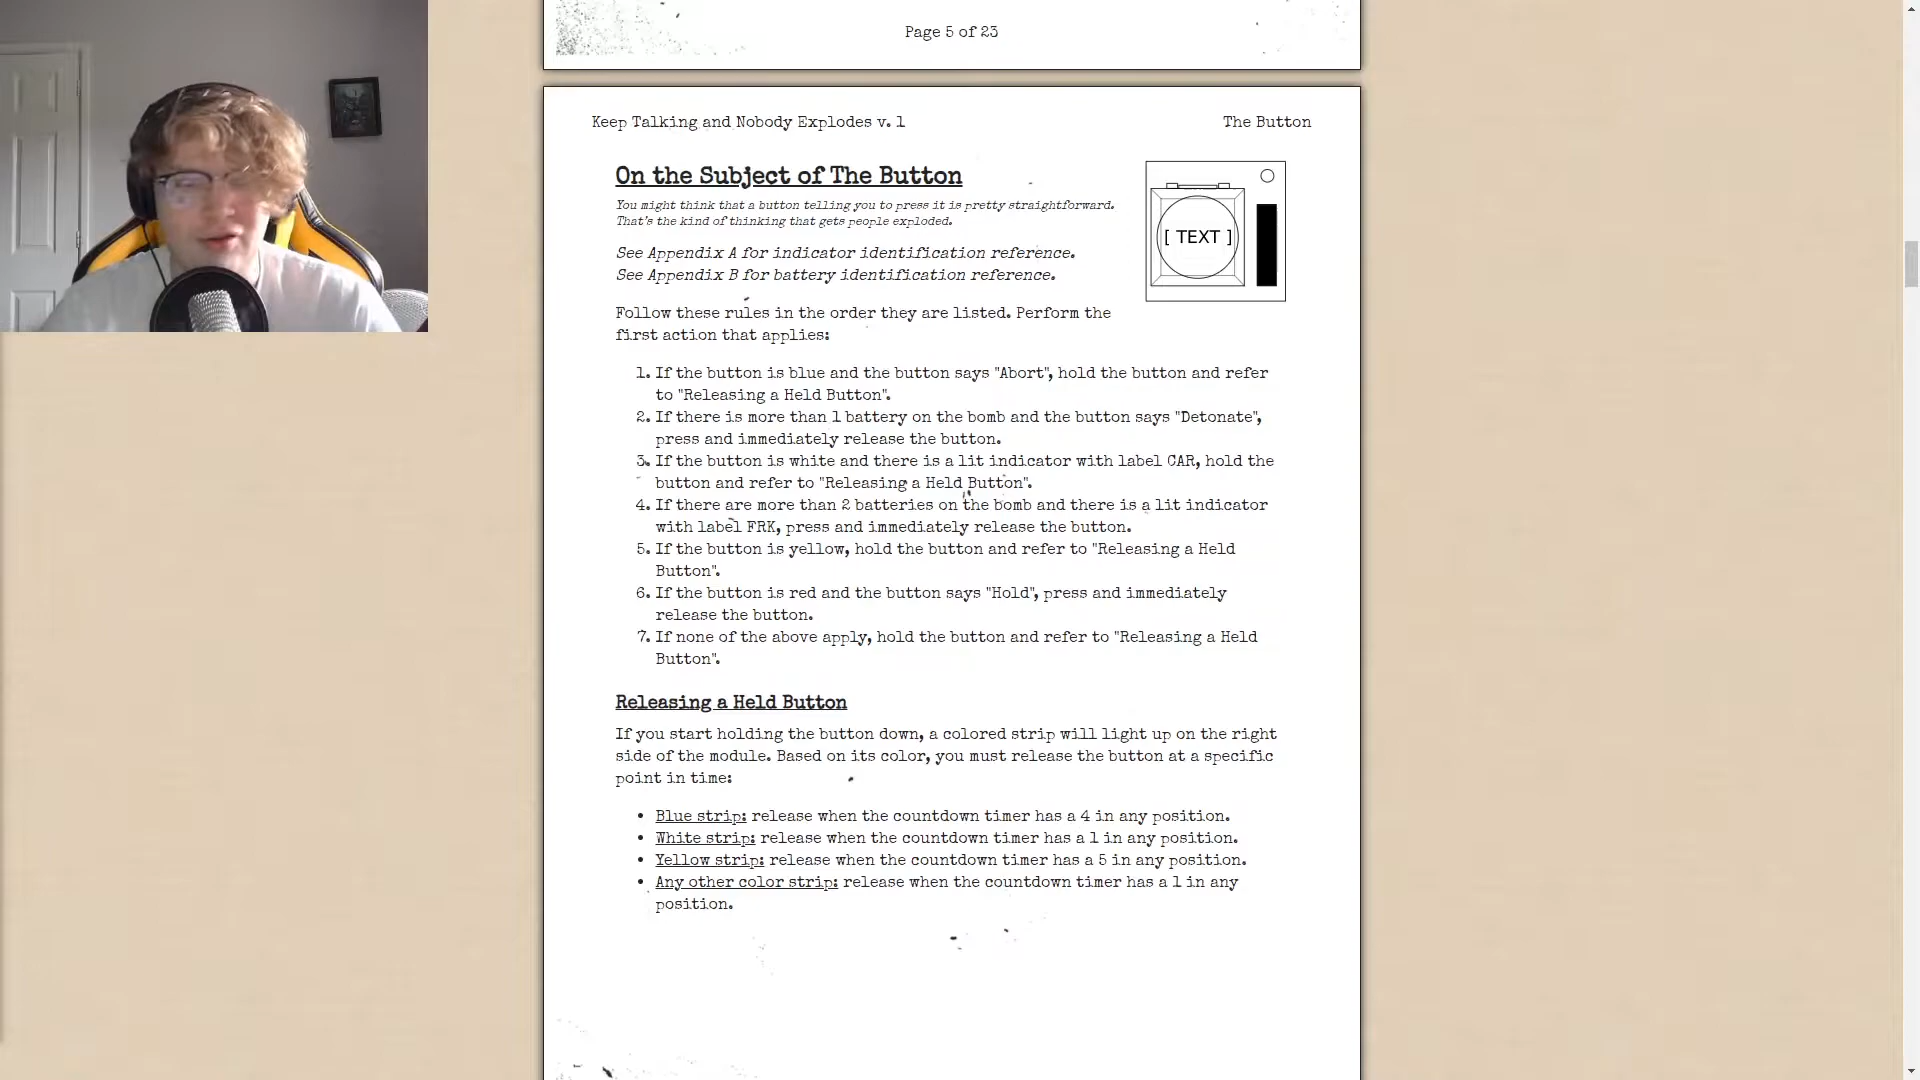 Page 5 of 23
Keep Talking and Nobody Explodes v. 1
The Button
On the Subject of The Button
You might think that a button telling you to press it is pretty straightforward.
That's the kind of thinking that gets people exploded.
[ TEXT ]
See Appendix A for indicator identification reference.
See Appendix B for battery identification reference.
Follow these rules in the order they are listed. Perform the
first action that applies:
1. If the button is blue and the button says "Abort", hold the button and refer
to "Releasing a Held Button".
2. If there is more than 1 battery on the bomb and the button says "Detonate",
press and immediately release the button.
3. If the button is white and there is a lit indicator with label CAR, hold the
button and refer to "Releasing a Held Button".
4. If there are more than 2 batteries on the bomb and there is a lit indicator
with label FRK, press and immediately release the button.
5. If the button is yellow, hold the button and refer to "Releasing a Held
Button".
6. If the button is red and the button says "Hold", press and immediately
release the button.
7. If none of the above apply, hold the button and refer to "Releasing a Held
Button".
Releasing a Held Button
If you start holding the button down, a colored strip will light up on the right
side of the module. Based on its color, you must release the button at a specific
point in time:
• Blue strip: release when the countdown timer has a 4 in any position.
• White strip: release when the countdown timer has a 1 in any position.
• Yellow strip: release when the countdown timer has a 5 in any position.
• Any other color strip: release when the countdown timer has a 1 in any
position.